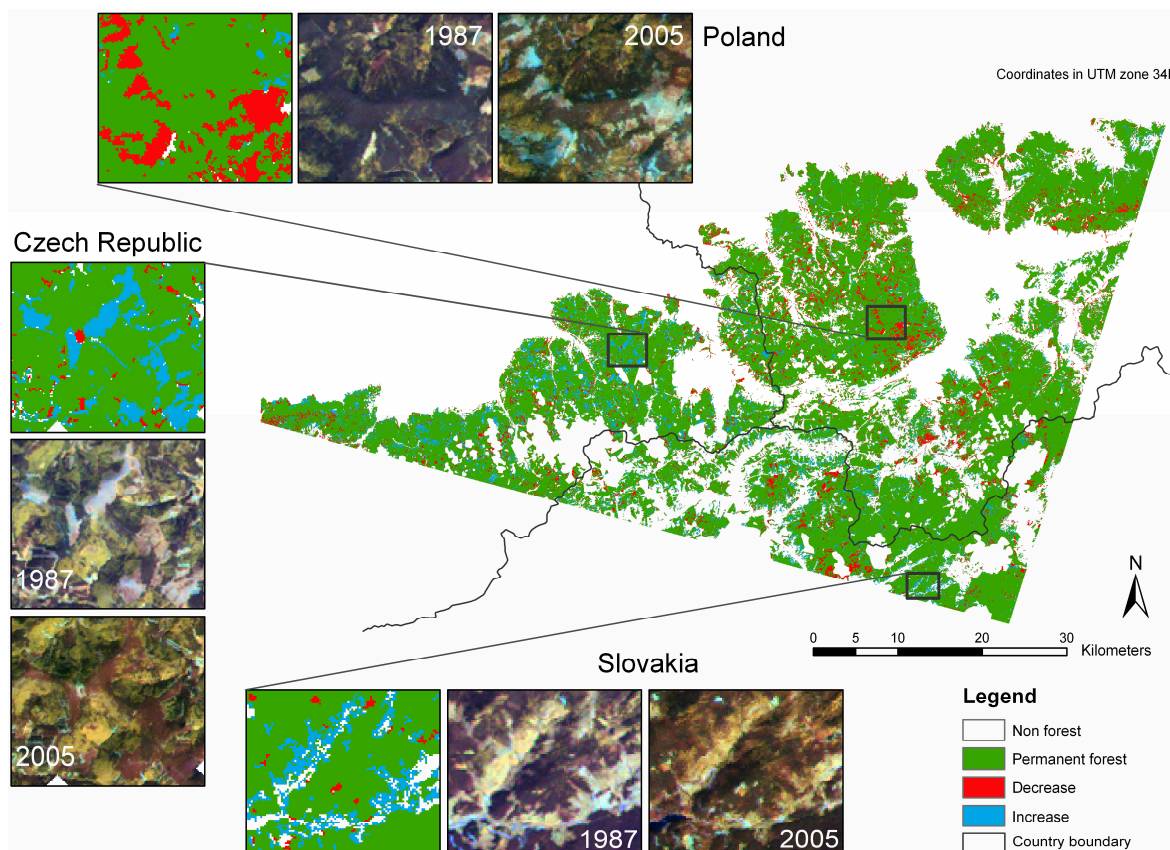 1987
2005
Poland
Coordinates in UTM zone 34
Czech Republic
1987
2005
N
0 5 10 20 30
Kilometers
Slovakia
1987
2005
Legend
Non forest
Permanent forest
Decrease
Increase
Country boundary